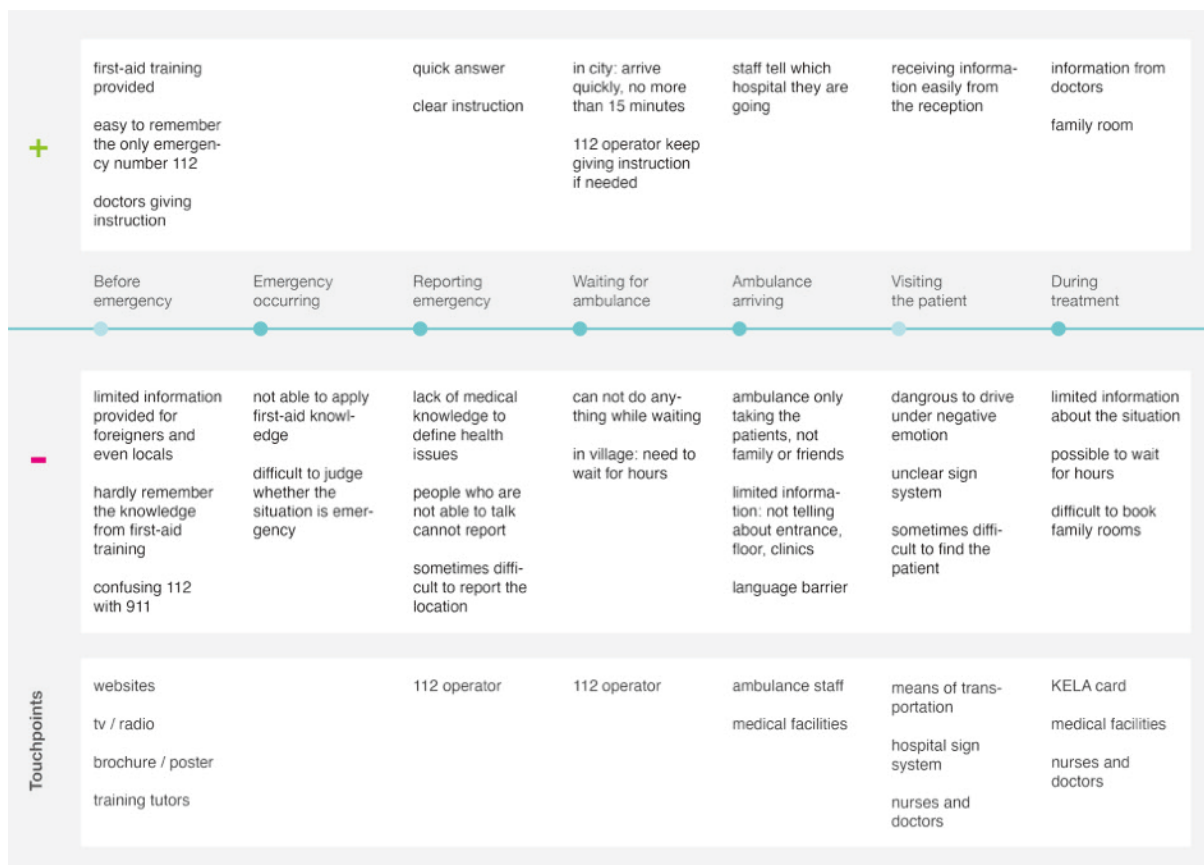 +
first-aid training
provided
easy to remember
the only emergen-
cy number 112
doctors giving
instruction
quick answer
clear instruction
in city: arrive
quickly, no more
than 15 minutes
112 operator keep
giving instruction
if needed
staff tell which
hospital they are
going
receiving informa-
tion easily from
the reception
information from
doctors
family room
Before
emergency
Emergency
occurring
Reporting
emergency
Waiting for
ambulance
Ambulance
arriving
Visiting
the patient
During
treatment
-
limited information
provided for
foreigners and
even locals
hardly remember
the knowledge
from first-aid
training
confusing 112
with 911
not able to apply
first-aid knowl-
edge
difficult to judge
whether the
situation is emer-
gency
lack of medical
knowledge to
define health
issues
people who are
not able to talk
cannot report
sometimes diffi-
cult to report the
location
can not do any-
thing while waiting
in village: need to
wait for hours
ambulance only
taking the
patients, not
family or friends
limited informa-
tion: not telling
about entrance,
floor, clinics
language barrier
dangrous to drive
under negative
emotion
unclear sign
system
sometimes diffi-
cult to find the
patient
limited information
about the situation
possible to wait
for hours
difficult to book
family rooms
Touchpoints
websites
tv / radio
brochure / poster
training tutors
112 operator
112 operator
ambulance staff
medical facilities
means of trans-
portation
hospital sign
system
nurses and
doctors
KELA card
medical facilities
nurses and
doctors